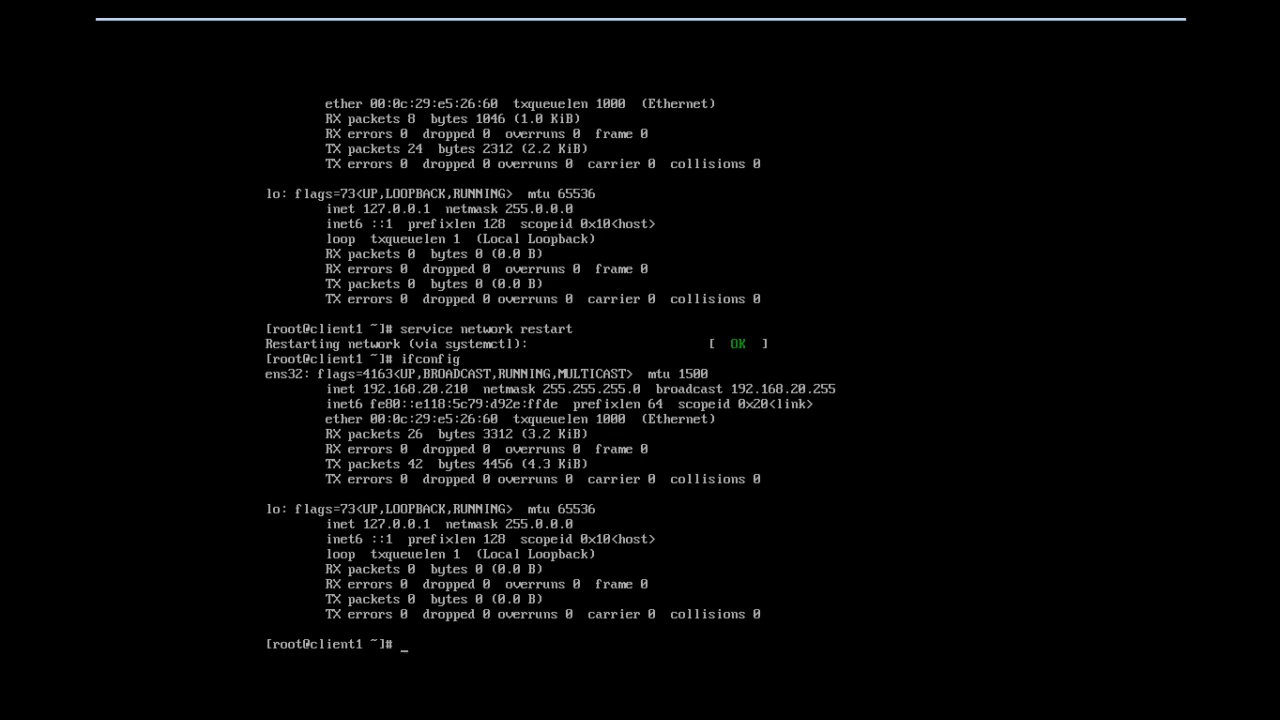 ether 00:0c:29:e5:26:60  txqueuelen 1000  (Ethernet)
RX packets 8  bytes 1046 (1.0 KiB)
RX errors 0  dropped 0  overruns 0  frame 0
TX packets 24  bytes 2312 (2.2 KiB)
TX errors 0  dropped 0 overruns 0  carrier 0  collisions 0
lo: flags=73<UP,LOOPBACK,RUNNING>  mtu 65536
inet 127.0.0.1  netmask 255.0.0.0
inet6 ::1  prefixlen 128  scopeid 0x10<host>
loop  txqueuelen 1  (Local Loopback)
RX packets 0  bytes 0 (0.0 B)
RX errors 0  dropped 0  overruns 0  frame 0
TX packets 0  bytes 0 (0.0 B)
TX errors 0  dropped 0 overruns 0  carrier 0  collisions 0
[root@client1 ~]# service network restart
Restarting network (via systemctl):                        [  OK  ]
[root@client1 ~]# ifconfig
ens32: flags=4163<UP,BROADCAST,RUNNING,MULTICAST>  mtu 1500
inet 192.168.20.210  netmask 255.255.255.0  broadcast 192.168.20.255
inet6 fe80::e118:5c79:d92e:ffde  prefixlen 64  scopeid 0x20<link>
ether 00:0c:29:e5:26:60  txqueuelen 1000  (Ethernet)
RX packets 26  bytes 3312 (3.2 KiB)
RX errors 0  dropped 0  overruns 0  frame 0
TX packets 42  bytes 4456 (4.3 KiB)
TX errors 0  dropped 0 overruns 0  carrier 0  collisions 0
lo: flags=73<UP,LOOPBACK,RUNNING>  mtu 65536
inet 127.0.0.1  netmask 255.0.0.0
inet6 ::1  prefixlen 128  scopeid 0x10<host>
loop  txqueuelen 1  (Local Loopback)
RX packets 0  bytes 0 (0.0 B)
RX errors 0  dropped 0  overruns 0  frame 0
TX packets 0  bytes 0 (0.0 B)
TX errors 0  dropped 0 overruns 0  carrier 0  collisions 0
[root@client1 ~]# _